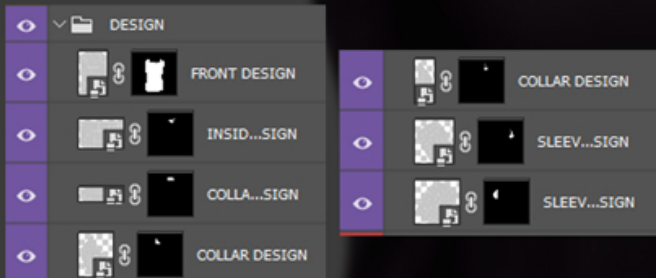 DESIGN
FRONT DESIGN
INSID...SIGN
COLLA...SIGN
COLLAR DESIGN
COLLAR DESIGN
SLEEV...SIGN
SLEEV...SIGN